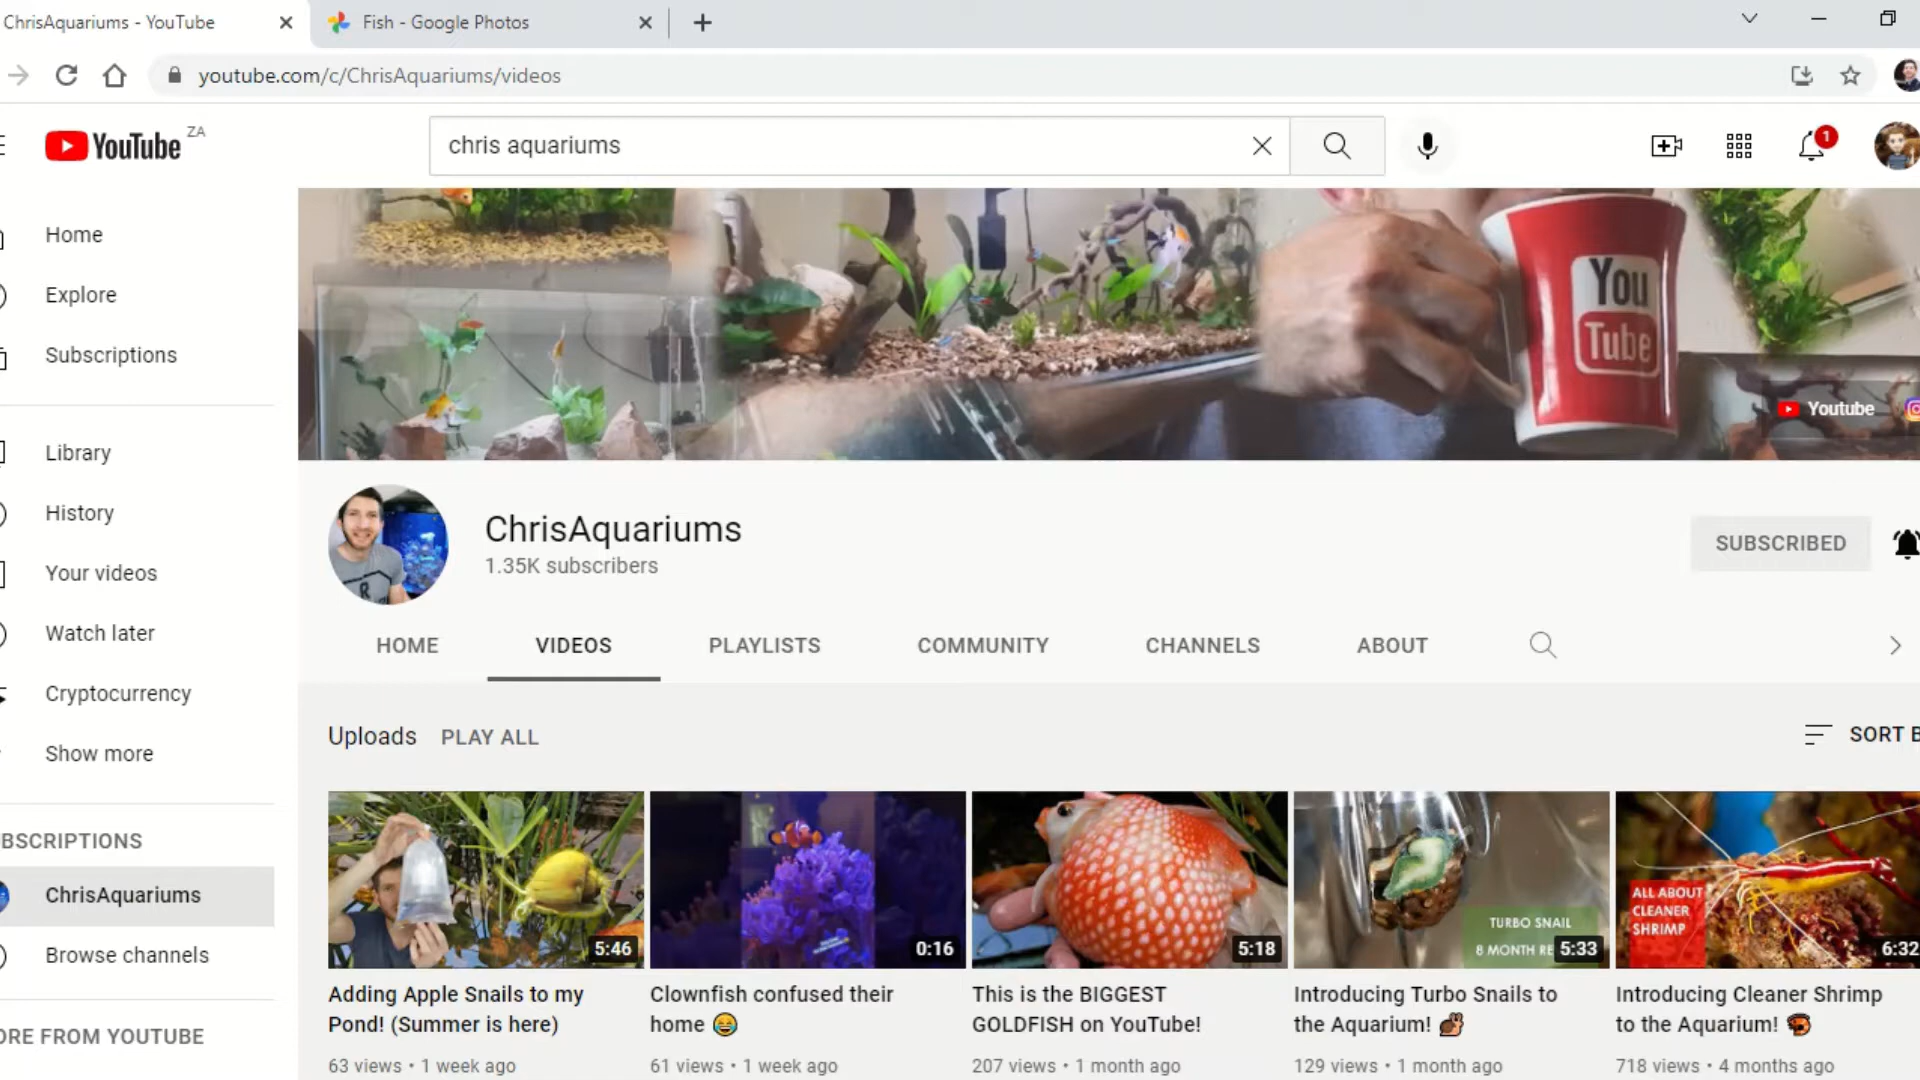 ChrisAquariums - YouTube
Fish - Google Photos
youtube.com/c/ChrisAquariums/videos
YouTube ZA
chris aquariums
1
Home
Explore
Subscriptions
Library
History
Your videos
Watch later
Cryptocurrency
Show more
BSCRIPTIONS
ChrisAquariums
Browse channels
ORE FROM YOUTUBE
You
Tube
Youtube
ChrisAquariums
1.35K subscribers
SUBSCRIBED
HOME VIDEOS PLAYLISTS COMMUNITY CHANNELS ABOUT
Uploads PLAY ALL
SORT B
5:46
Adding Apple Snails to my
Pond! (Summer is here)
63 views • 1 week ago
0:16
Clownfish confused their
home 😂
61 views • 1 week ago
5:18
This is the BIGGEST
GOLDFISH on YouTube!
207 views • 1 month ago
TURBO SNAIL
8 MONTH RE
5:33
Introducing Turbo Snails to
the Aquarium! 🐌
129 views • 1 month ago
ALL ABOUT
CLEANER
SHRIMP
6:32
Introducing Cleaner Shrimp
to the Aquarium! 🦐
718 views • 4 months ago